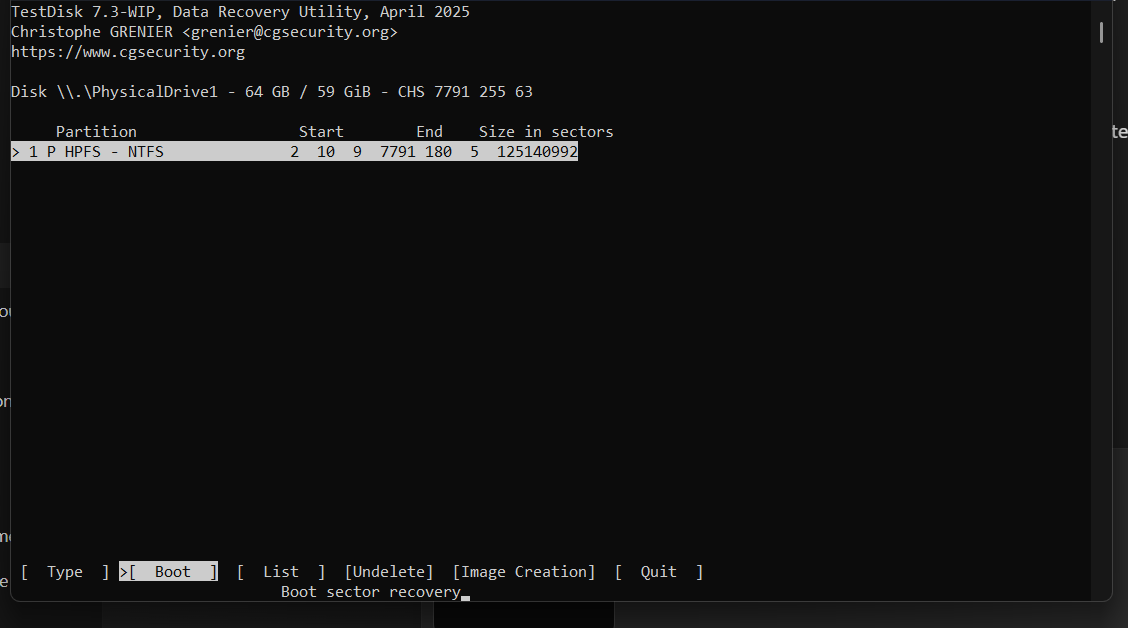 TestDisk 7.3-WIP, Data Recovery Utility, April 2025
Christophe GRENIER <grenier@cgsecurity.org>
https://www.cgsecurity.org
Disk \\.\PhysicalDrive1 - 64 GB / 59 GiB - CHS 7791 255 63
Partition Start End Size in sectors
> 1 P HPFS - NTFS 2 10 9 7791 180 5 125140992
[ Type ] >[ Boot ] [ List ] [Undelete] [Image Creation] [ Quit ]
Boot sector recovery_